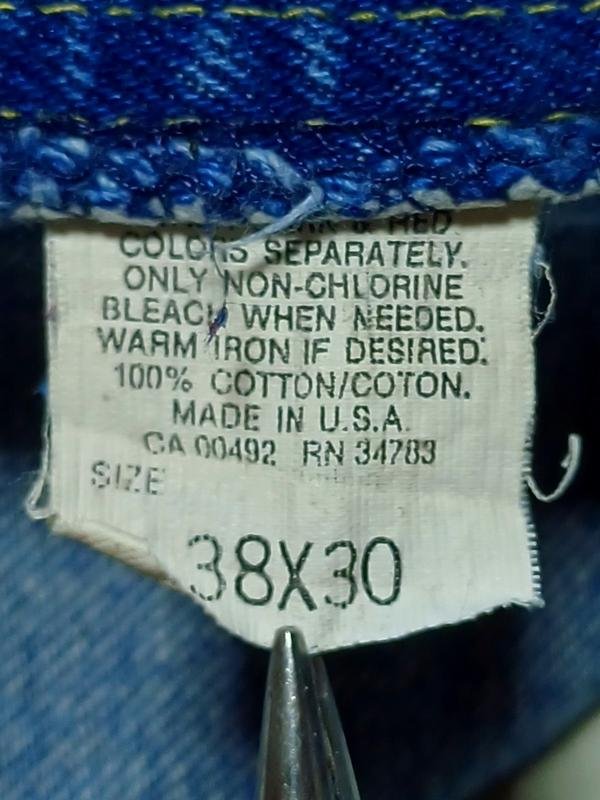 & RED
COLORS SEPARATELY.
ONLY NON-CHLORINE
BLEACH WHEN NEEDED.
WARM IRON IF DESIRED.
100% COTTON/COTON.
MADE IN U.S.A.
CA 00492 RN 34783
SIZE
38X30